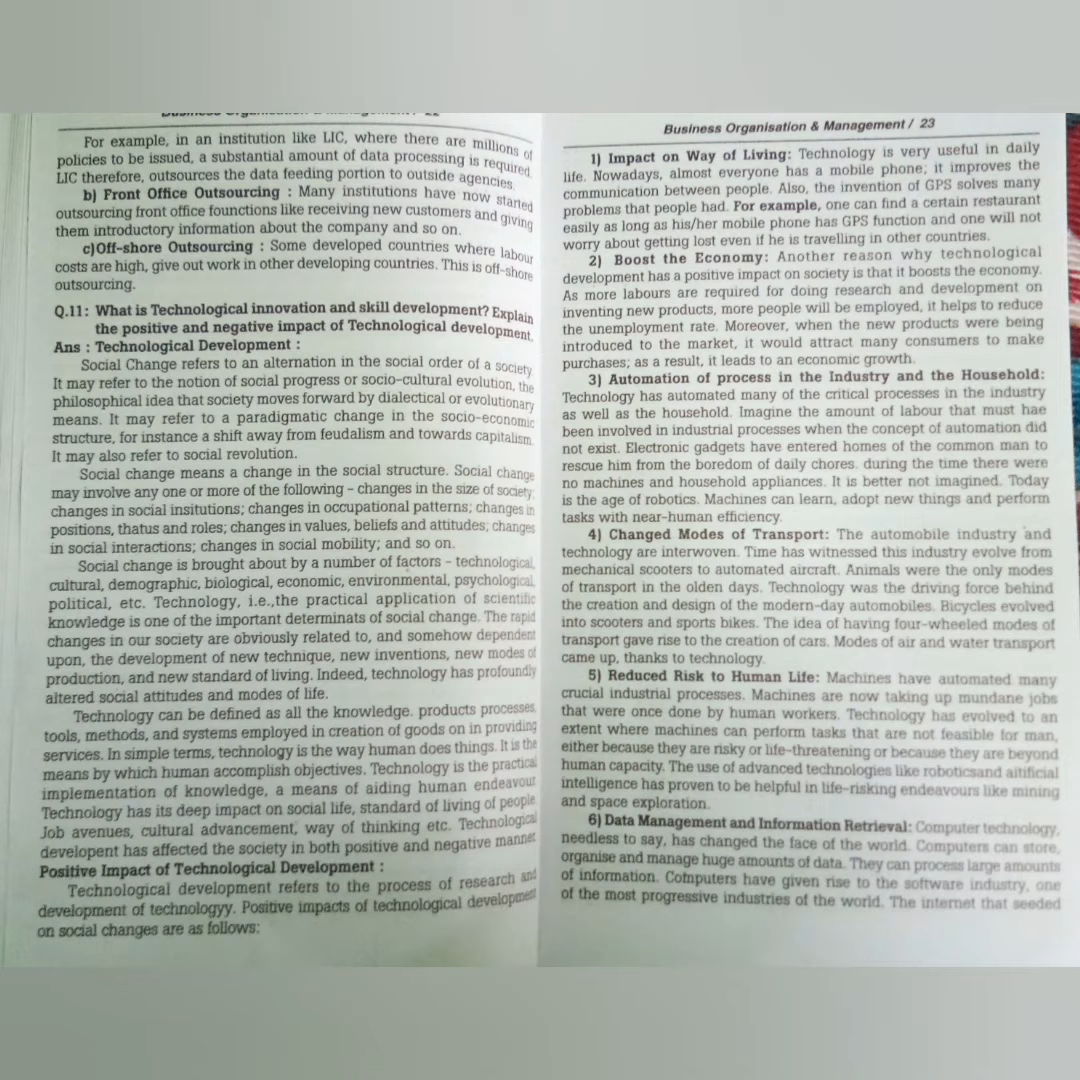 For example, in an institution like LIC, where there are millions of
policies to be issued, a substantial amount of data processing is required.
LIC therefore, outsources the data feeding portion to outside agencies.
b) Front Office Outsourcing : Many institutions have now started
outsourcing front office founctions like receiving new customers and giving
them introductory information about the company and so on.
c)Off-shore Outsourcing : Some developed countries where labour
costs are high, give out work in other developing countries. This is off-shore
outsourcing.
Q.11: What is Technological innovation and skill development? Explain
the positive and negative impact of Technological development.
Ans : Technological Development :
Social Change refers to an alternation in the social order of a society.
It may refer to the notion of social progress or socio-cultural evolution, the
philosophical idea that society moves forward by dialectical or evolutionary
means. It may refer to a paradigmatic change in the socio-economic
structure, for instance a shift away from feudalism and towards capitalism.
It may also refer to social revolution.
Social change means a change in the social structure. Social change
may involve any one or more of the following - changes in the size of society;
changes in social insitutions; changes in occupational patterns; changes in
positions, thatus and roles; changes in values, beliefs and attitudes; changes
in social interactions; changes in social mobility; and so on.
Social change is brought about by a number of factors - technological,
cultural, demographic, biological, economic, environmental, psychological,
political, etc. Technology, i.e.,the practical application of scientific
knowledge is one of the important determinats of social change. The rapid
changes in our society are obviously related to, and somehow dependent
upon, the development of new technique, new inventions, new modes of
production, and new standard of living. Indeed, technology has profoundly
altered social attitudes and modes of life.
Technology can be defined as all the knowledge. products processes,
tools, methods, and systems employed in creation of goods on in providing
services. In simple terms, technology is the way human does things. It is the
means by which human accomplish objectives. Technology is the practical
implementation of knowledge, a means of aiding human endeavour
Technology has its deep impact on social life, standard of living of people.
Job avenues, cultural advancement, way of thinking etc. Technological
developent has affected the society in both positive and negative manner.
Positive Impact of Technological Development :
Technological development refers to the process of research and
development of technologyy. Positive impacts of technological development
on social changes are as follows:
Business Organisation & Management / 23
1) Impact on Way of Living: Technology is very useful in daily
life. Nowadays, almost everyone has a mobile phone; it improves the
communication between people. Also, the invention of GPS solves many
problems that people had. For example, one can find a certain restaurant
easily as long as his/her mobile phone has GPS function and one will not
worry about getting lost even if he is travelling in other countries.
2) Boost the Economy: Another reason why technological
development has a positive impact on society is that it boosts the economy.
As more labours are required for doing research and development on
inventing new products, more people will be employed, it helps to reduce
the unemployment rate. Moreover, when the new products were being
introduced to the market, it would attract many consumers to make
purchases; as a result, it leads to an economic growth.
3) Automation of process in the Industry and the Household:
Technology has automated many of the critical processes in the industry
as well as the household. Imagine the amount of labour that must hae
been involved in industrial processes when the concept of automation did
not exist. Electronic gadgets have entered homes of the common man to
rescue him from the boredom of daily chores. during the time there were
no machines and household appliances. It is better not imagined. Today
is the age of robotics. Machines can learn, adopt new things and perform
tasks with near-human efficiency.
4) Changed Modes of Transport: The automobile industry and
technology are interwoven. Time has witnessed this industry evolve from
mechanical scooters to automated aircraft. Animals were the only modes
of transport in the olden days. Technology was the driving force behind
the creation and design of the modern-day automobiles. Bicycles evolved
into scooters and sports bikes. The idea of having four-wheeled modes of
transport gave rise to the creation of cars. Modes of air and water transport
came up, thanks to technology.
5) Reduced Risk to Human Life: Machines have automated many
crucial industrial processes. Machines are now taking up mundane jobs
that were once done by human workers. Technology has evolved to an
extent where machines can perform tasks that are not feasible for man,
either because they are risky or life-threatening or because they are beyond
human capacity. The use of advanced technologies like roboticsand aitificial
intelligence has proven to be helpful in life-risking endeavours like mining
and space exploration.
6) Data Management and Information Retrieval: Computer technology,
needless to say, has changed the face of the world. Computers can store,
organise and manage huge amounts of data. They can process large amounts
of information. Computers have given rise to the software industry, one
of the most progressive industries of the world. The internet that seeded